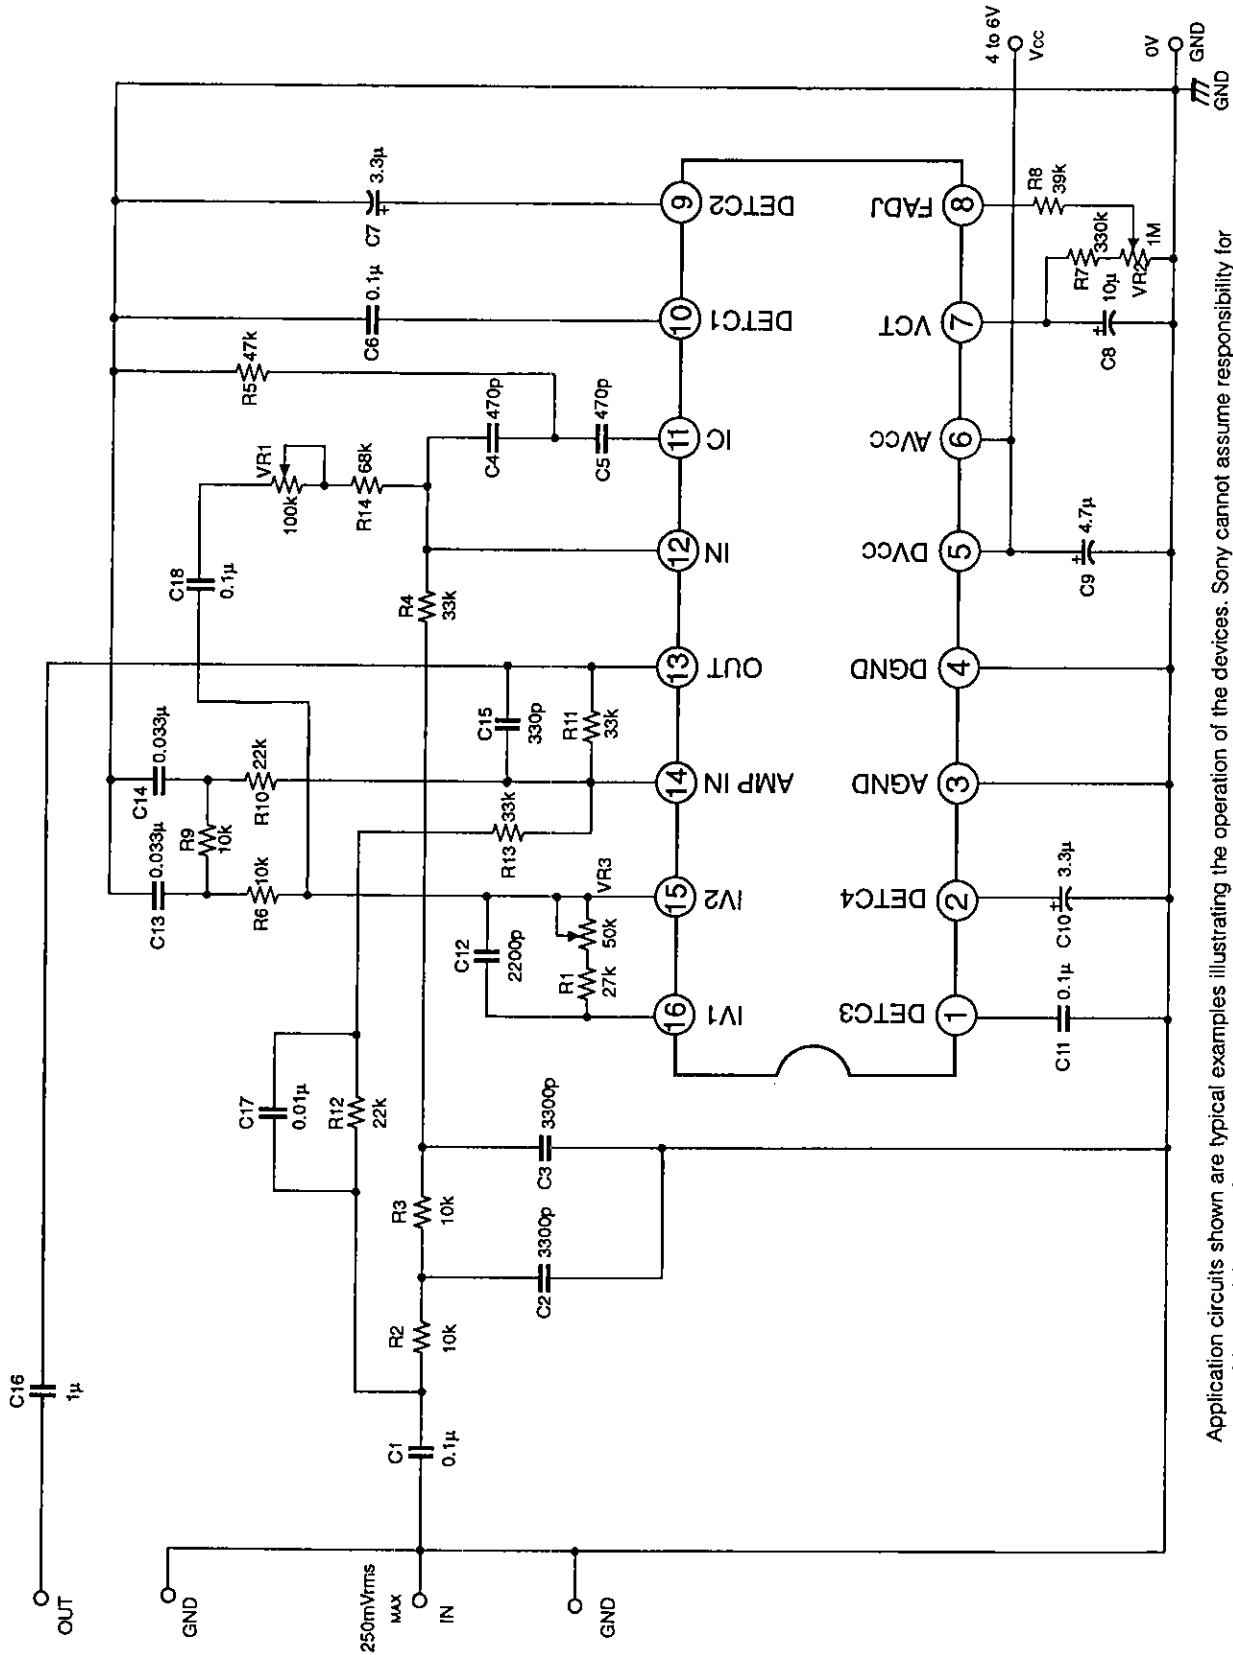 OUT
GND
250mVrms
MAX
IN
GND
C16
1μ
C1
0.1μ
R2
10k
C2
3300p
R3
10k
C3
3300p
C17
0.01μ
R12
22k
C13
0.033μ
C14
0.033μ
R9
10k
R6
10k
R10
22k
C18
0.1μ
VR1
100k
R14
68k
R5
47k
C6
0.1μ
C7
3.3μ
+
C12
2200p
R1
27k
50k
VR3
R13
33k
C15
330p
R11
33k
R4
33k
C4
470p
C5
470p
16
15
14
13
12
11
10
9
IV1
IV2
AMP IN
OUT
IN
IC
DETC1
DETC2
DETC3
DETC4
AGND
DGND
DVcc
AVcc
VCT
FADJ
1
2
3
4
5
6
7
8
C11
0.1μ
C10
3.3μ
+
C9
4.7μ
+
C8
10μ
+
R7
330k
VR2
1M
R8
39k
4 to 6V
Vcc
0V
GND
GND
Application circuits shown are typical examples illustrating the operation of the devices. Sony cannot assume responsibility for